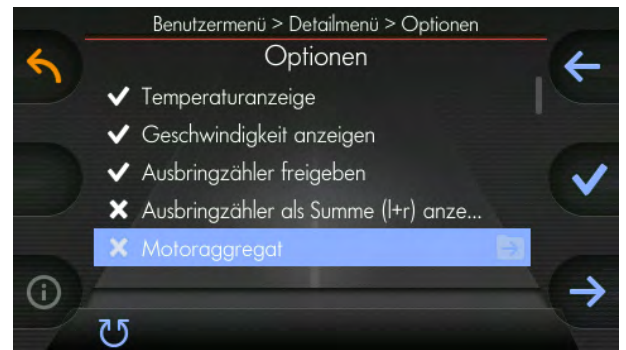 Benutzermenü > Detailmenü > Optionen
Optionen
Temperaturanzeige
Geschwindigkeit anzeigen
Ausbringzähler freigeben
Ausbringzähler als Summe (l+r) anze...
Motoraggregat